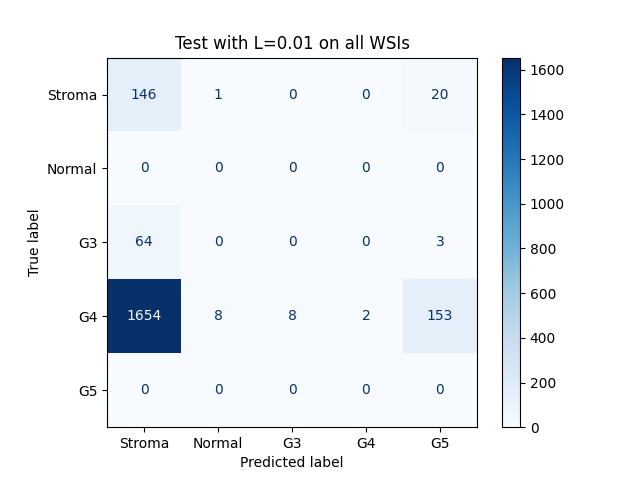 Test with L=0.01 on all WSIs
True label
Stroma 146 1 0 0 20
Normal 0 0 0 0 0
G3 64 0 0 0 3
G4 1654 8 8 2 153
G5 0 0 0 0 0
Stroma Normal G3 G4 G5
Predicted label
1600
1400
1200
1000
800
600
400
200
0